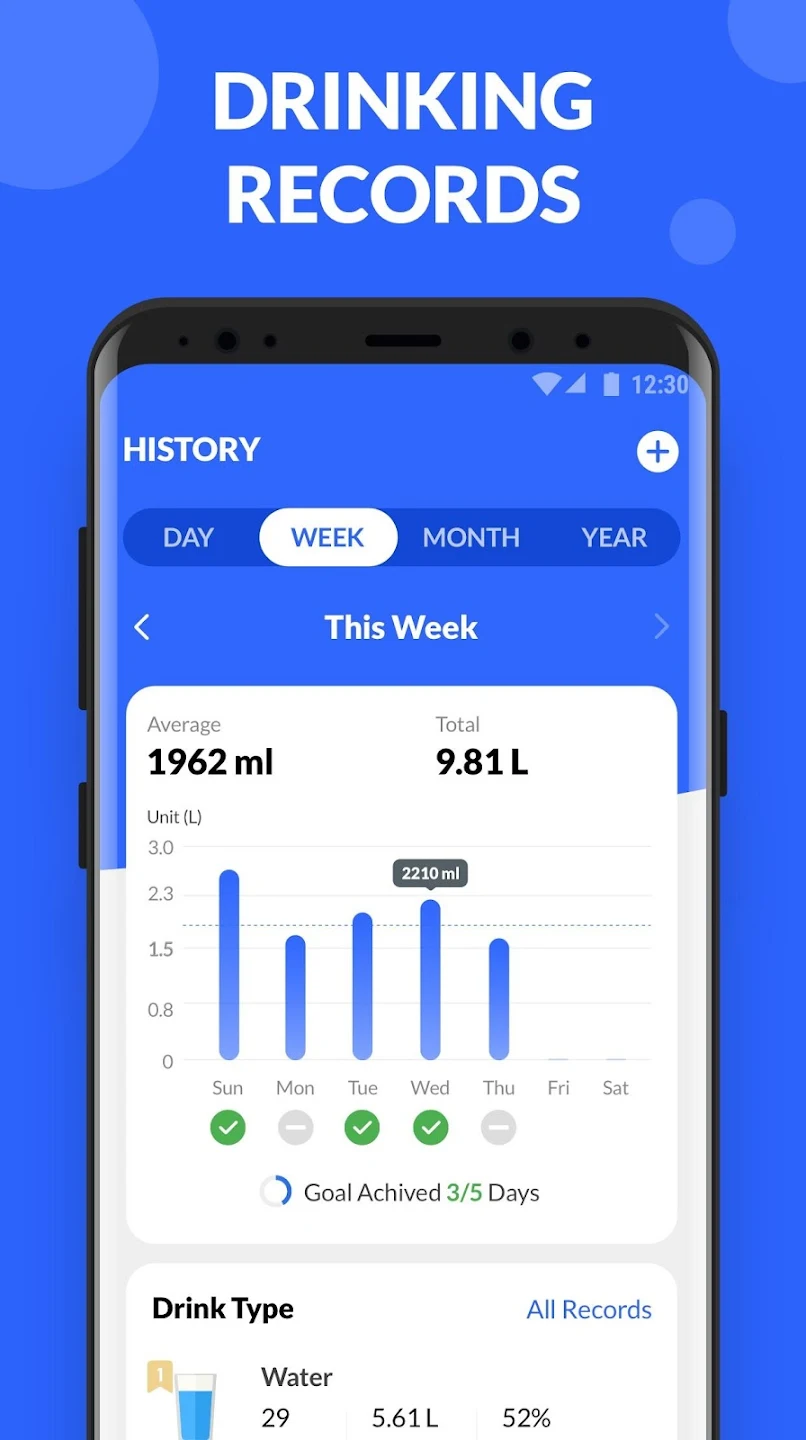 DRINKING
RECORDS
12:30
HISTORY
DAY WEEK MONTH YEAR
This Week
Average Total
1962 ml 9.81 L
Unit (L)
3.0
2210 ml
2.3
1.5
0.8
0
Sun Mon Tue Wed Thu Fri Sat
Goal Achived 3/5 Days
Drink Type All Records
1
Water
29 5.61 L 52%